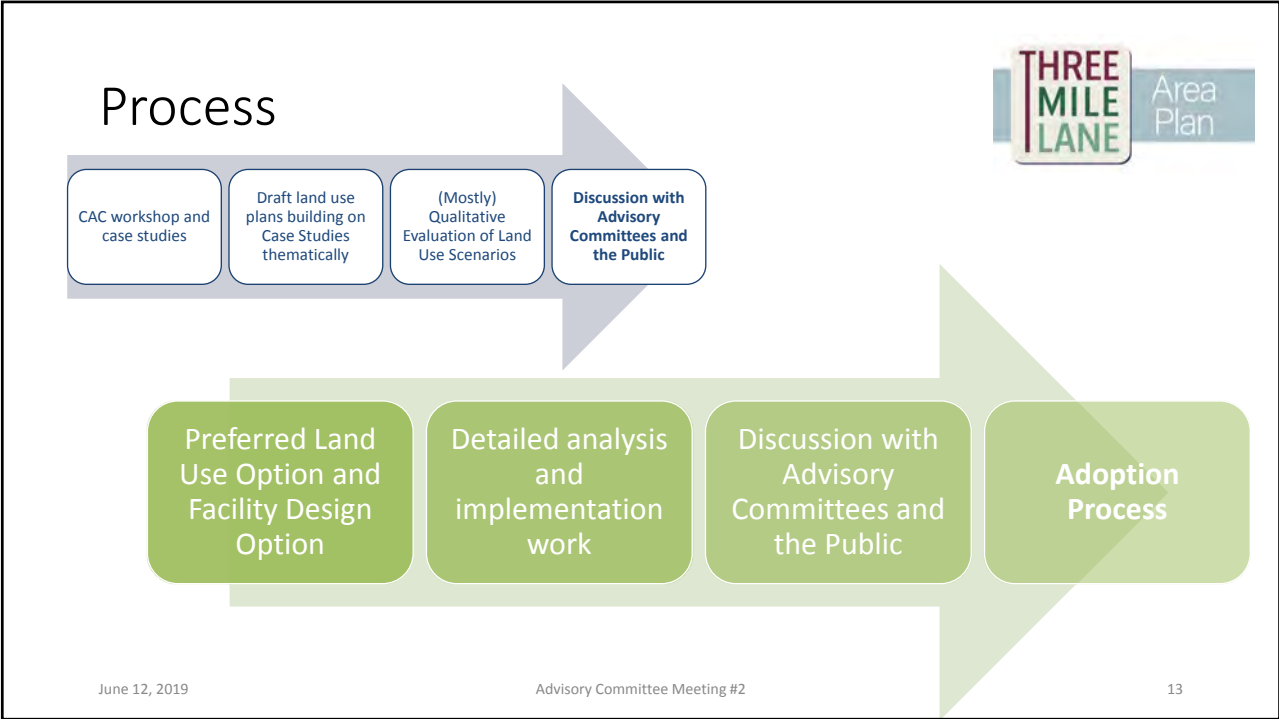 Process
THREE
MILE
LANE
Area
Plan
CAC workshop and
case studies
Draft land use
plans building on
Case Studies
thematically
(Mostly)
Qualitative
Evaluation of Land
Use Scenarios
Discussion with
Advisory
Committees and
the Public
Preferred Land
Use Option and
Facility Design
Option
Detailed analysis
and
implementation
work
Discussion with
Advisory
Committees and
the Public
Adoption
Process
June 12, 2019
Advisory Committee Meeting #2
13